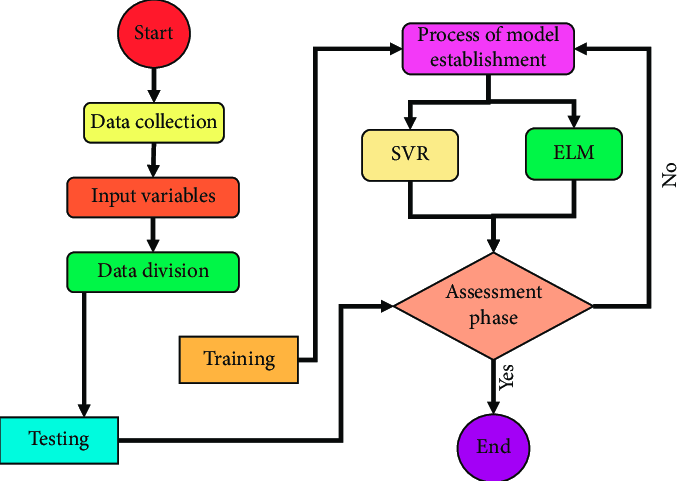 Start
Data collection
Input variables
Data division
Training
Testing
Process of model
establishment
SVR
ELM
Assessment
phase
No
Yes
End